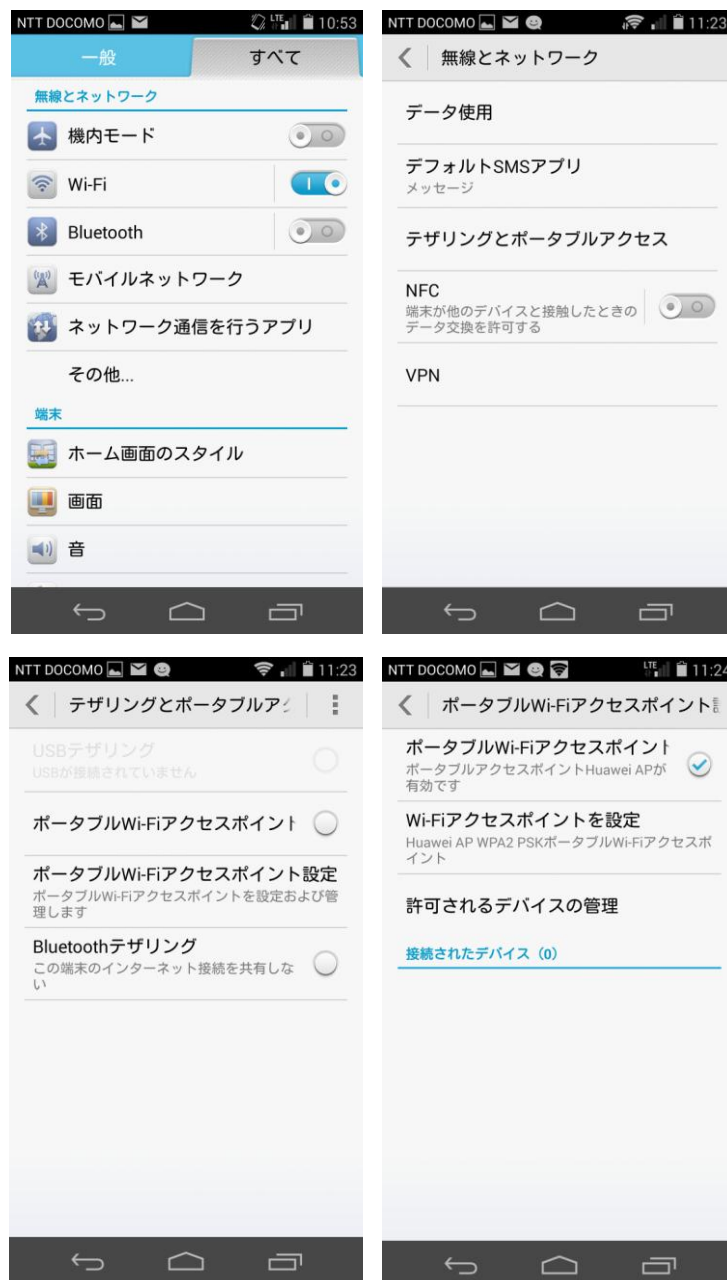 NTT DOCOMO LTE 10:53
一般 すべて
無線とネットワーク
機内モード
Wi-Fi
Bluetooth
モバイルネットワーク
ネットワーク通信を行うアプリ
その他...
端末
ホーム画面のスタイル
画面
音
NTT DOCOMO 11:23
無線とネットワーク
データ使用
デフォルトSMSアプリ
メッセージ
テザリングとポータブルアクセス
NFC
端末が他のデバイスと接触したときの
データ交換を許可する
VPN
NTT DOCOMO 11:23
テザリングとポータブルア
USBテザリング
USBが接続されていません
ポータブルWi-Fiアクセスポイント
ポータブルWi-Fiアクセスポイント設定
ポータブルWi-Fiアクセスポイントを設定および管
理します
Bluetoothテザリング
この端末のインターネット接続を共有しな
い
NTT DOCOMO LTE 11:24
ポータブルWi-Fiアクセスポイント
ポータブルWi-Fiアクセスポイント
ポータブルアクセスポイントHuawei APが
有効です
Wi-Fiアクセスポイントを設定
Huawei AP WPA2 PSKポータブルWi-Fiアクセスポ
イント
許可されるデバイスの管理
接続されたデバイス（0）